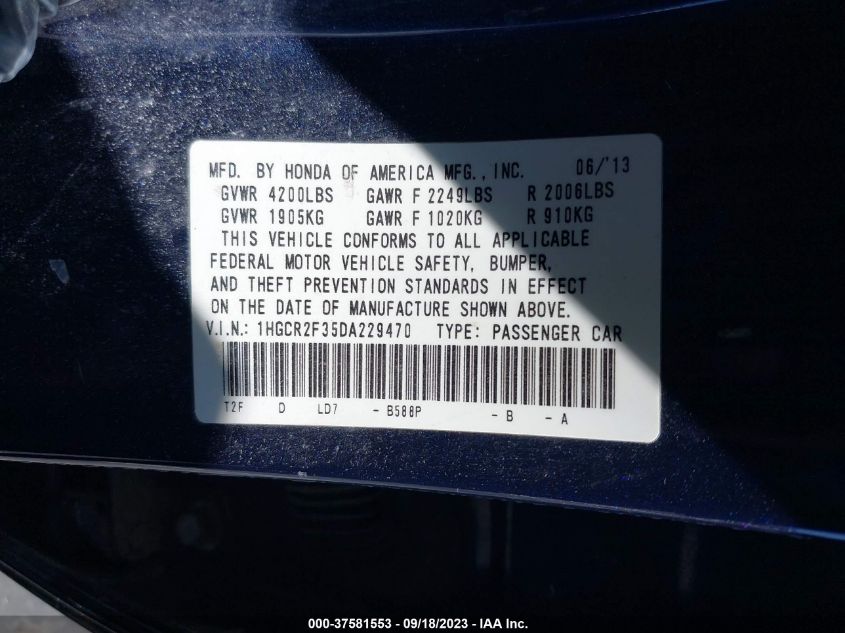 MFD. BY HONDA OF AMERICA MFG., INC. 06/'13
GVWR 4200LBS GAWR F 2249LBS R 2006LBS
GVWR 1905KG GAWR F 1020KG R 910KG
THIS VEHICLE CONFORMS TO ALL APPLICABLE
FEDERAL MOTOR VEHICLE SAFETY, BUMPER,
AND THEFT PREVENTION STANDARDS IN EFFECT
ON THE DATE OF MANUFACTURE SHOWN ABOVE.
V.I.N.: 1HGCR2F35DA229470 TYPE: PASSENGER CAR
T2F D LD7 - B588P - B - A
000-37581553 - 09/18/2023 - IAA Inc.